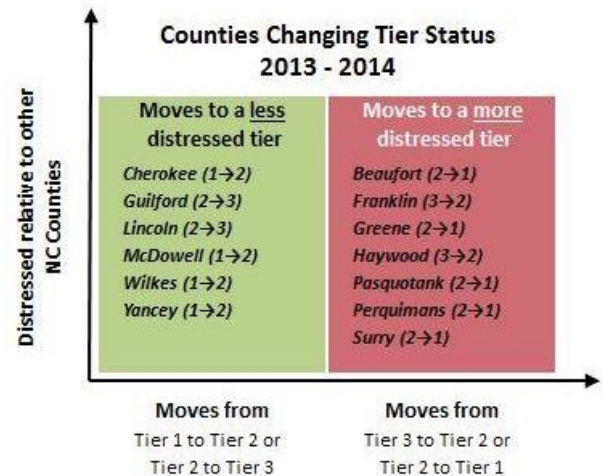 Counties Changing Tier Status
2013 - 2014
Distressed relative to other
NC Counties
Moves to a less
distressed tier
Cherokee (1→2)
Guilford (2→3)
Lincoln (2→3)
McDowell (1→2)
Wilkes (1→2)
Yancey (1→2)
Moves to a more
distressed tier
Beaufort (2→1)
Franklin (3→2)
Greene (2→1)
Haywood (3→2)
Pasquotank (2→1)
Perquimans (2→1)
Surry (2→1)
Moves from
Tier 1 to Tier 2 or
Tier 2 to Tier 3
Moves from
Tier 3 to Tier 2 or
Tier 2 to Tier 1